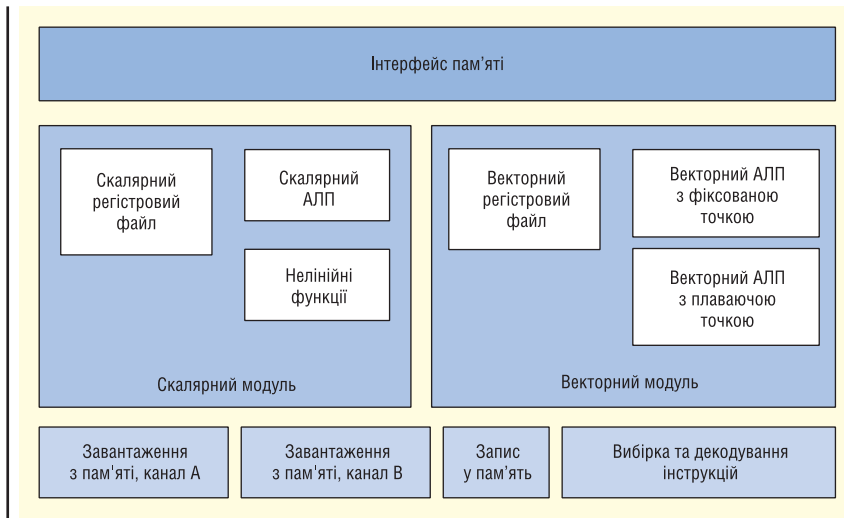 Інтерфейс пам’яті
Скалярний
регістровий
файл
Скалярний
АЛП
Нелінійні
функції
Скалярний модуль
Векторний
регістровий
файл
Векторний АЛП
з фіксованою
точкою
Векторний АЛП
з плаваючою
точкою
Векторний модуль
Завантаження
з пам'яті, канал А
Завантаження
з пам'яті, канал В
Запис
у пам’ять
Вибірка та декодування
інструкцій